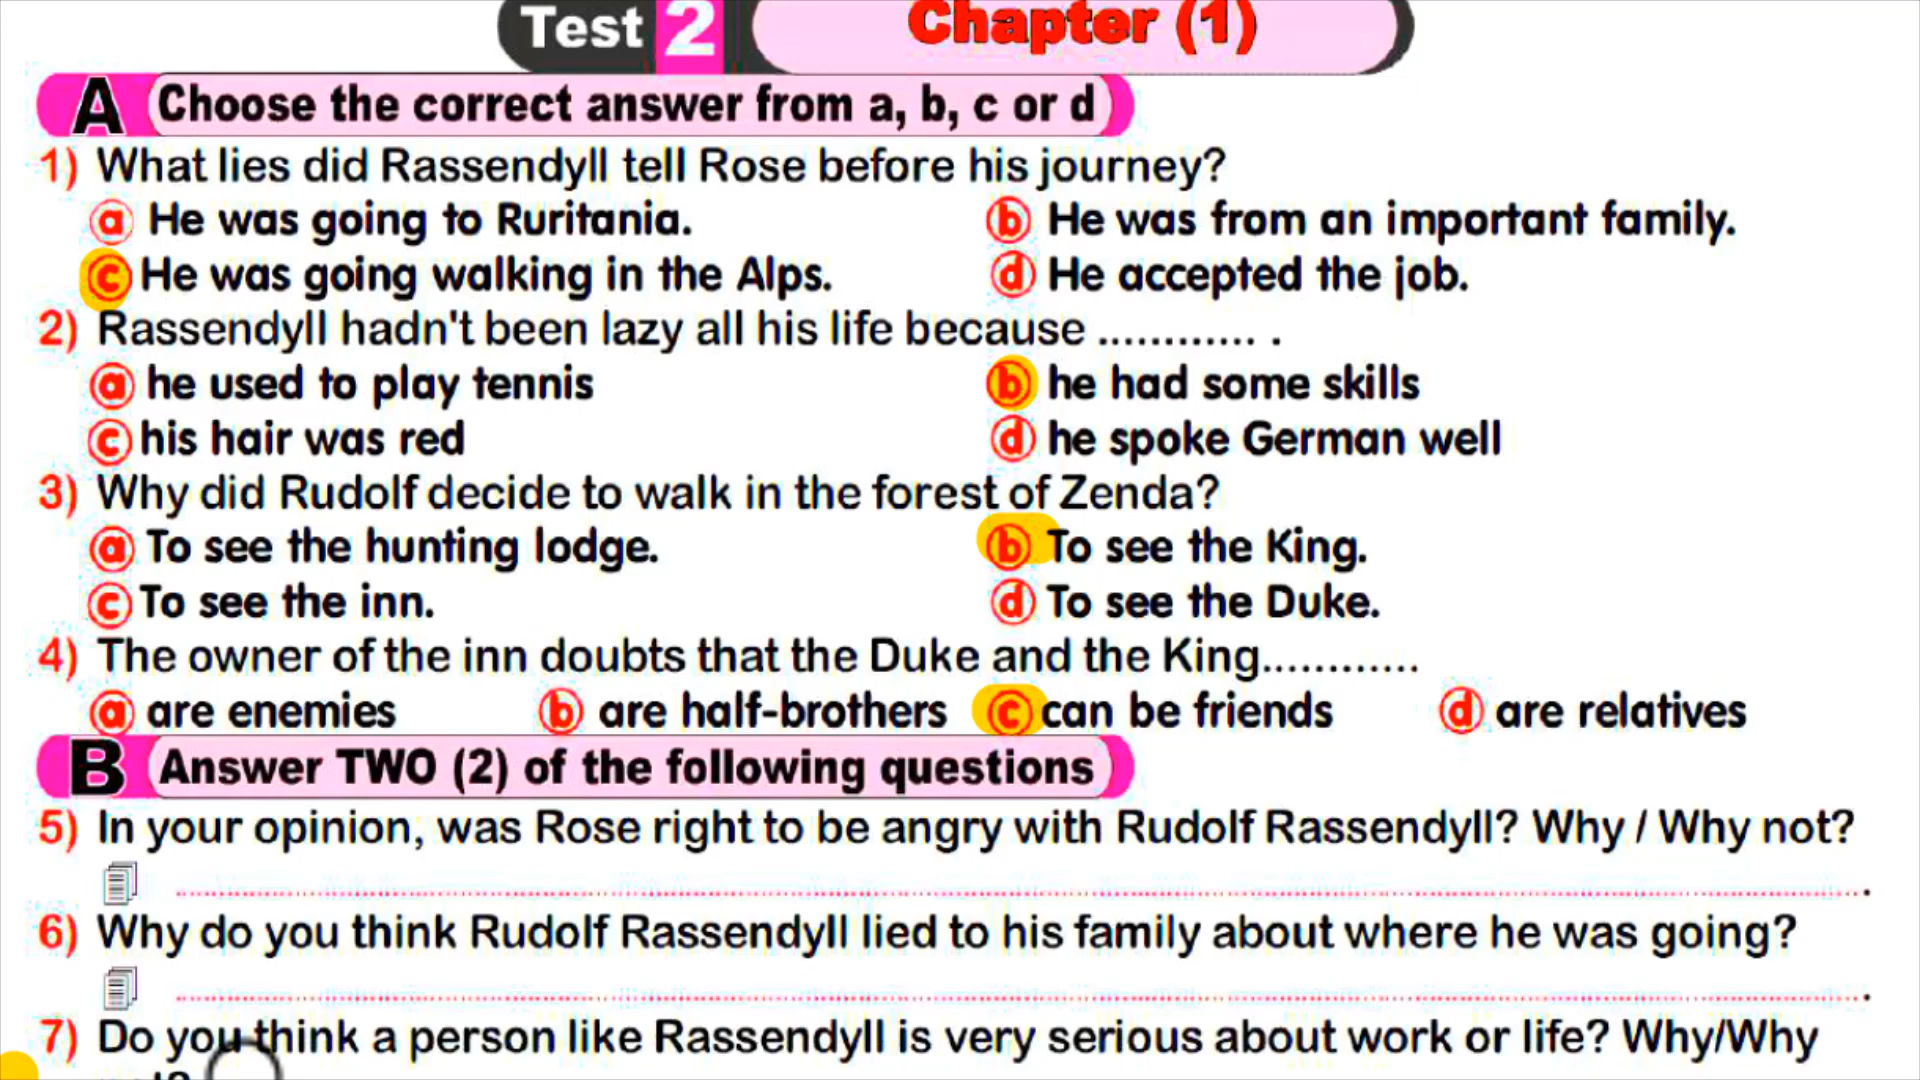 Test 2 Chapter (1)
A Choose the correct answer from a, b, c or d
1) What lies did Rassendyll tell Rose before his journey?
a He was going to Ruritania. b He was from an important family.
c He was going walking in the Alps. d He accepted the job.
2) Rassendyll hadn't been lazy all his life because ............ .
a he used to play tennis b he had some skills
c his hair was red d he spoke German well
3) Why did Rudolf decide to walk in the forest of Zenda?
a To see the hunting lodge. b To see the King.
c To see the inn. d To see the Duke.
4) The owner of the inn doubts that the Duke and the King............
a are enemies b are half-brothers c can be friends d are relatives
B Answer TWO (2) of the following questions
5) In your opinion, was Rose right to be angry with Rudolf Rassendyll? Why / Why not?
6) Why do you think Rudolf Rassendyll lied to his family about where he was going?
7) Do you think a person like Rassendyll is very serious about work or life? Why/Why